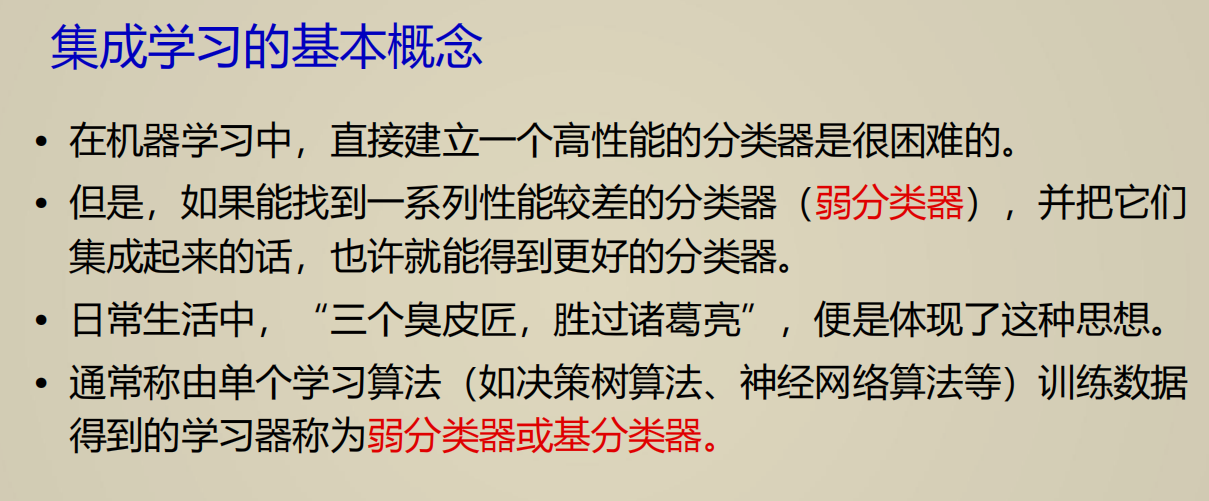 集成学习的基本概念
• 在机器学习中，直接建立一个高性能的分类器是很困难的。
• 但是，如果能找到一系列性能较差的分类器（弱分类器），并把它们
集成起来的话，也许就能得到更好的分类器。
• 日常生活中，“三个臭皮匠，胜过诸葛亮”，便是体现了这种思想。
• 通常称由单个学习算法（如决策树算法、神经网络算法等）训练数据
得到的学习器称为弱分类器或基分类器。